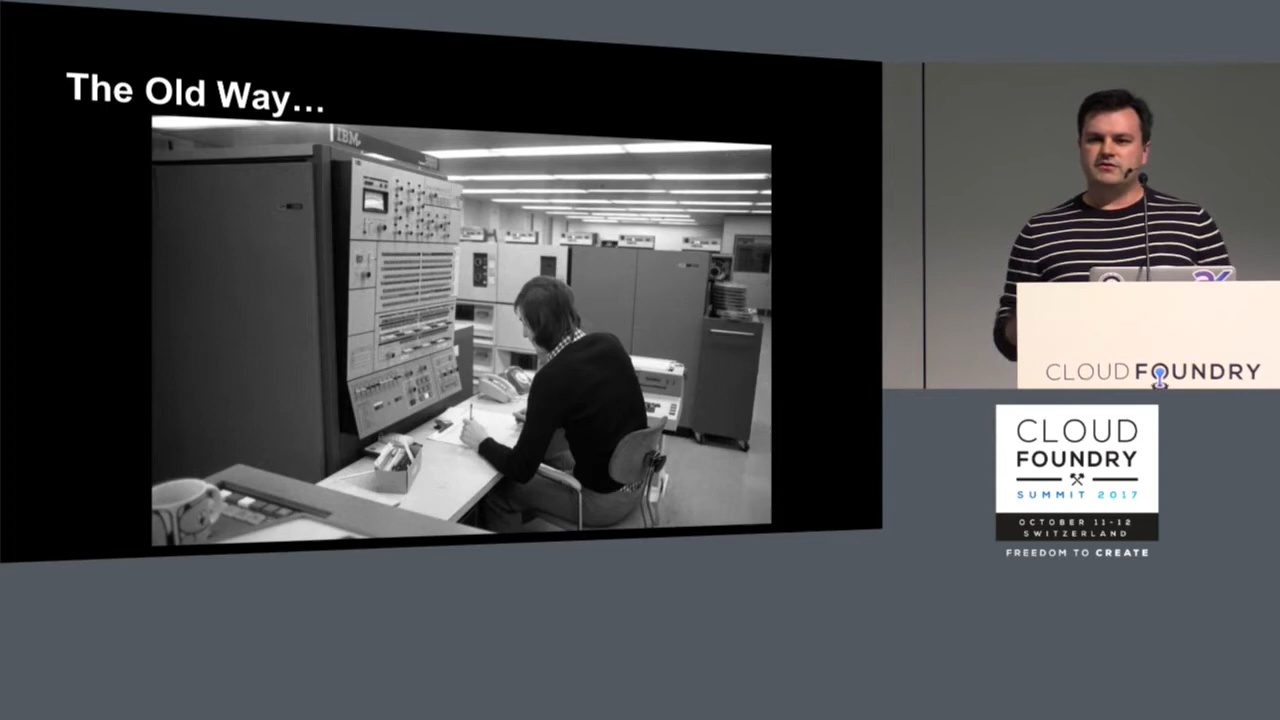 The Old Way…
IBM
CLOUD FOUNDRY
CLOUD
FOUNDRY
SUMMIT 2017
OCTOBER 11-12
SWITZERLAND
FREEDOM TO CREATE